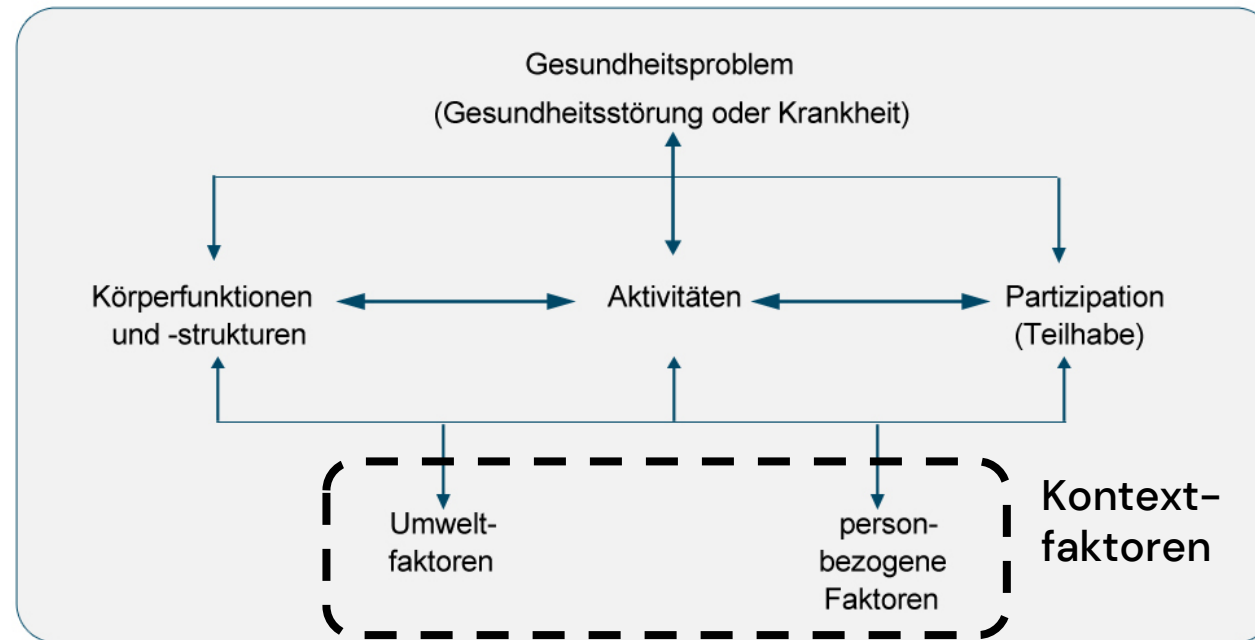 Gesundheitsproblem
(Gesundheitsstörung oder Krankheit)
Körperfunktionen
und -strukturen
Aktivitäten
Partizipation
(Teilhabe)
Umwelt-
faktoren
person-
bezogene
Faktoren
Kontext-
faktoren